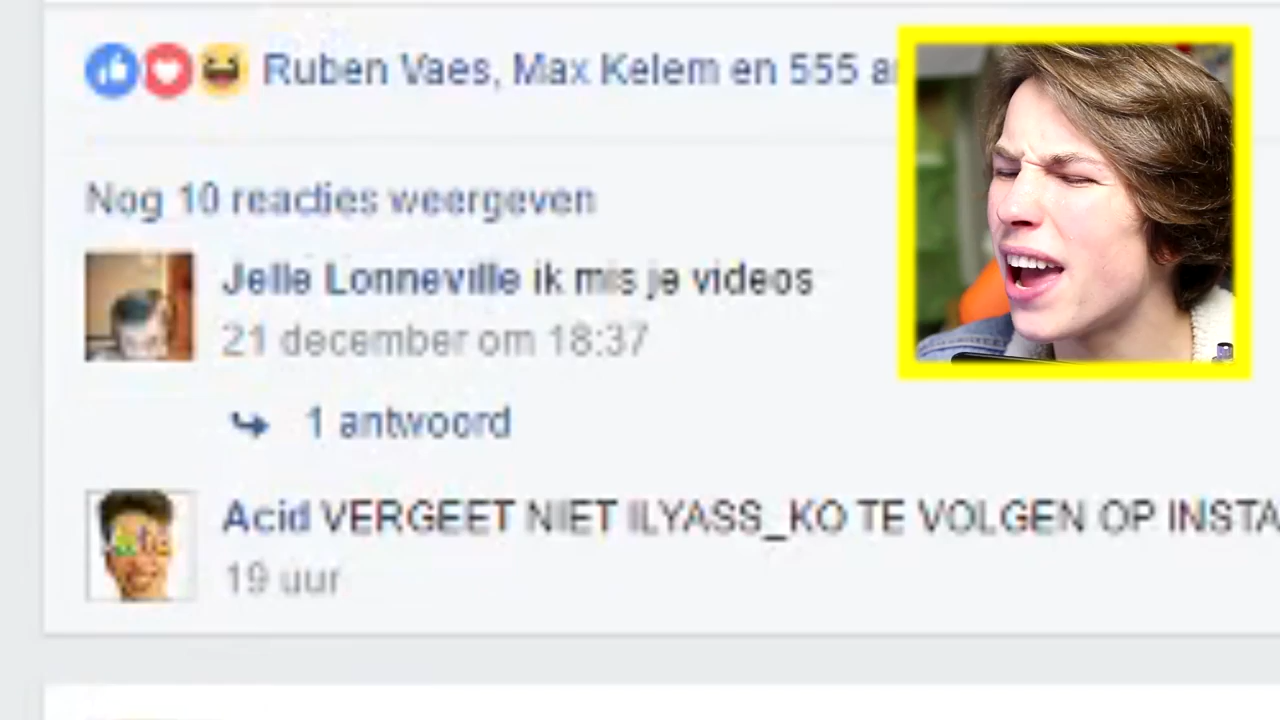 Ruben Vaes, Max Kelem en 555
Nog 10 reacties weergeven
Jelle Lonneville ik mis je videos
21 december om 18:37
1 antwoord
Acid VERGEET NIET ILYASS_KO TE VOLGEN OP INSTA
19 uur